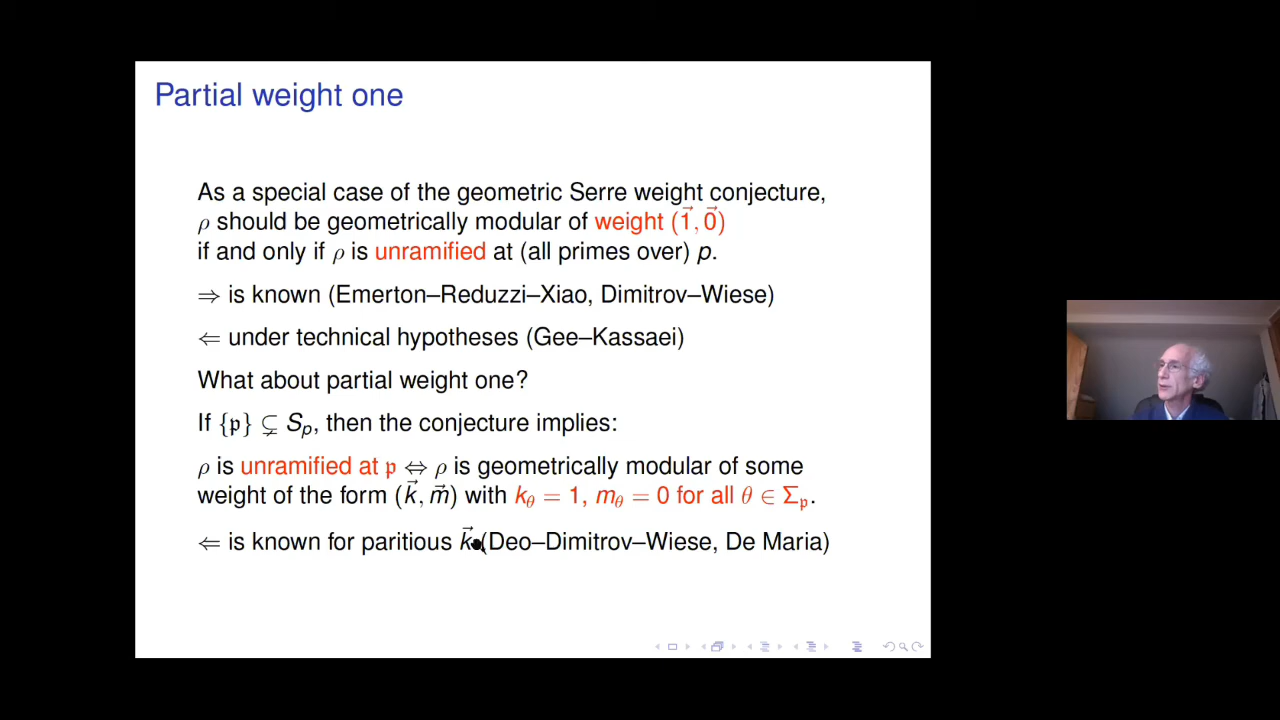 Partial weight one
As a special case of the geometric Serre weight conjecture,
ρ should be geometrically modular of weight (1⃗, 0⃗)
if and only if ρ is unramified at (all primes over) p.
⇒ is known (Emerton–Reduzzi–Xiao, Dimitrov–Wiese)
⇐ under technical hypotheses (Gee–Kassaei)
What about partial weight one?
If {𝔭} ⊊ Sₚ, then the conjecture implies:
ρ is unramified at 𝔭 ⇔ ρ is geometrically modular of some
weight of the form (k⃗, m⃗) with k_θ = 1, m_θ = 0 for all θ ∈ Σ_𝔭.
⇐ is known for paritious k⃗ (Deo–Dimitrov–Wiese, De Maria)